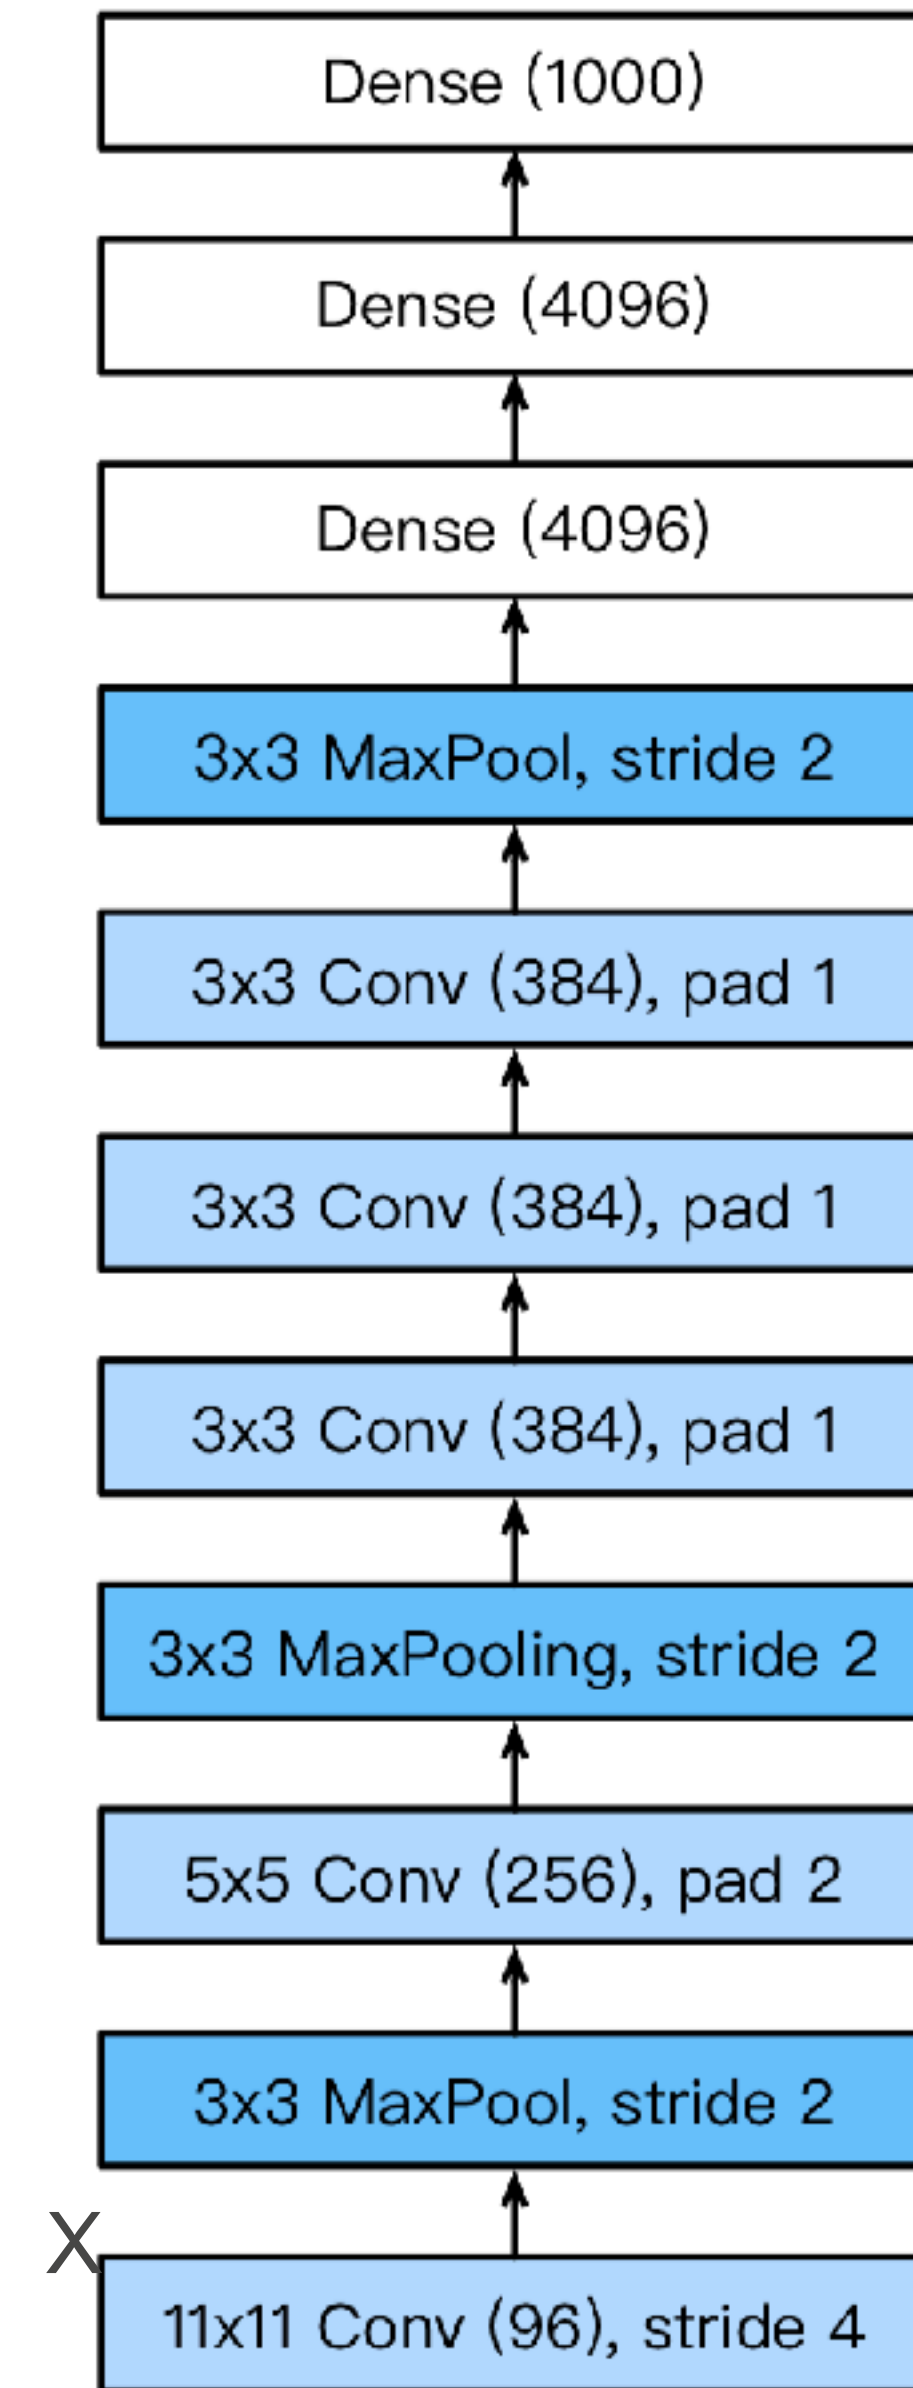 Dense (1000)
Dense (4096)
Dense (4096)
3x3 MaxPool, stride 2
3x3 Conv (384), pad 1
3x3 Conv (384), pad 1
3x3 Conv (384), pad 1
3x3 MaxPooling, stride 2
5x5 Conv (256), pad 2
3x3 MaxPool, stride 2
X
11x11 Conv (96), stride 4